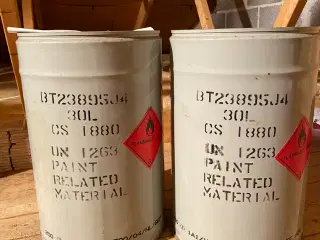 BT23895J4
30L
CS 1880
UN 1263
PAINT
RELATED
MATERIAL
BT23895J4
30L
CS 1880
UN 1263
PAINT
RELATED
MATERIAL